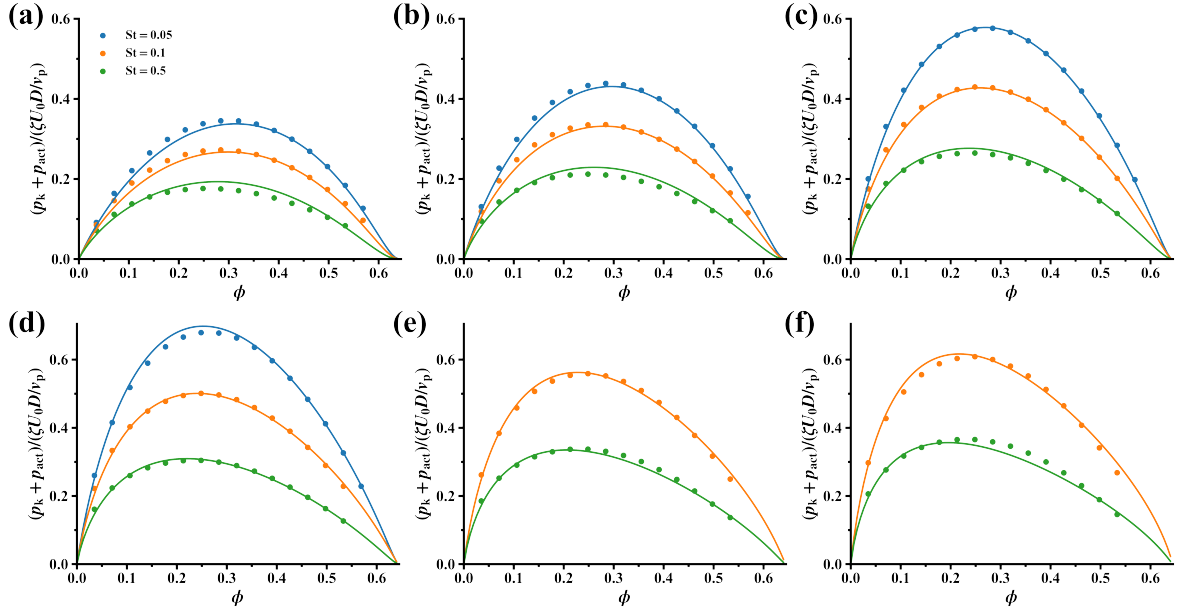 (a)
(b)
(c)
St = 0.05
St = 0.1
St = 0.5
(p_k + p_act)/(ζU_0D/v_p)
0.6
0.4
0.2
0.0
0.0 0.1 0.2 0.3 0.4 0.5 0.6
ϕ
(p_k + p_act)/(ζU_0D/v_p)
0.6
0.4
0.2
0.0
0.0 0.1 0.2 0.3 0.4 0.5 0.6
ϕ
(p_k + p_act)/(ζU_0D/v_p)
0.6
0.4
0.2
0.0
0.0 0.1 0.2 0.3 0.4 0.5 0.6
ϕ
(d)
(e)
(f)
(p_k + p_act)/(ζU_0D/v_p)
0.6
0.4
0.2
0.0
0.0 0.1 0.2 0.3 0.4 0.5 0.6
ϕ
(p_k + p_act)/(ζU_0D/v_p)
0.6
0.4
0.2
0.0
0.0 0.1 0.2 0.3 0.4 0.5 0.6
ϕ
(p_k + p_act)/(ζU_0D/v_p)
0.6
0.4
0.2
0.0
0.0 0.1 0.2 0.3 0.4 0.5 0.6
ϕ